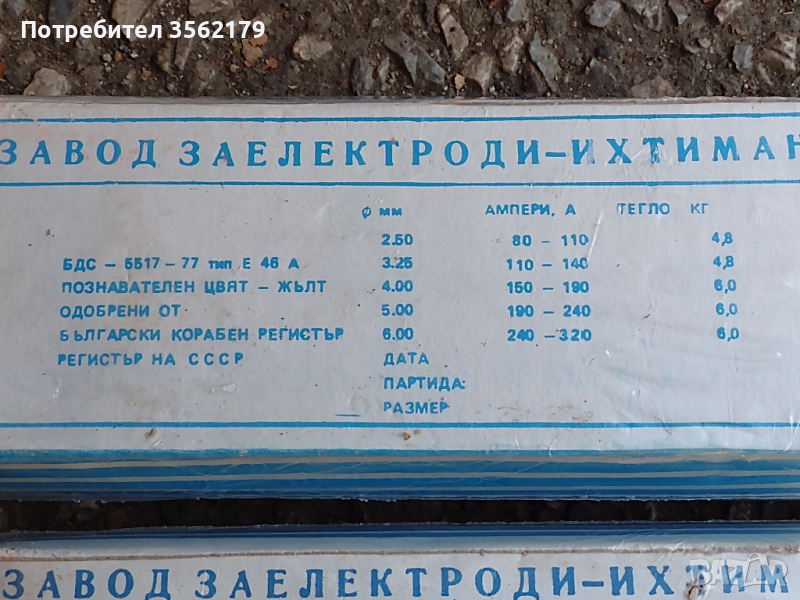 Потребител 3562179
ЗАВОД ЗАЕЛЕКТРОДИ-ИХТИМАН
φ мм АМПЕРИ, А ТЕГЛО КГ
2.50 80 - 110 4,8
БДС - 5517 - 77 тип Е 46 А 3.25 110 - 140 4,8
ПОЗНАВАТЕЛЕН ЦВЯТ - ЖЪЛТ 4.00 150 - 190 6,0
ОДОБРЕНИ ОТ 5.00 190 - 240 6,0
БЪЛГАРСКИ КОРАБЕН РЕГИСТЪР 6.00 240 - 320 6,0
РЕГИСТЪР НА СССР ДАТА
ПАРТИДА:
РАЗМЕР
ЗАВОД ЗАЕЛЕКТРОДИ-ИХТИМ
BAZAR